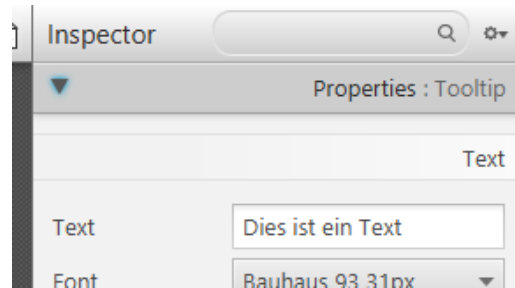 Inspector
Properties : Tooltip
Text
Text Dies ist ein Text
Font Bauhaus 93 31px